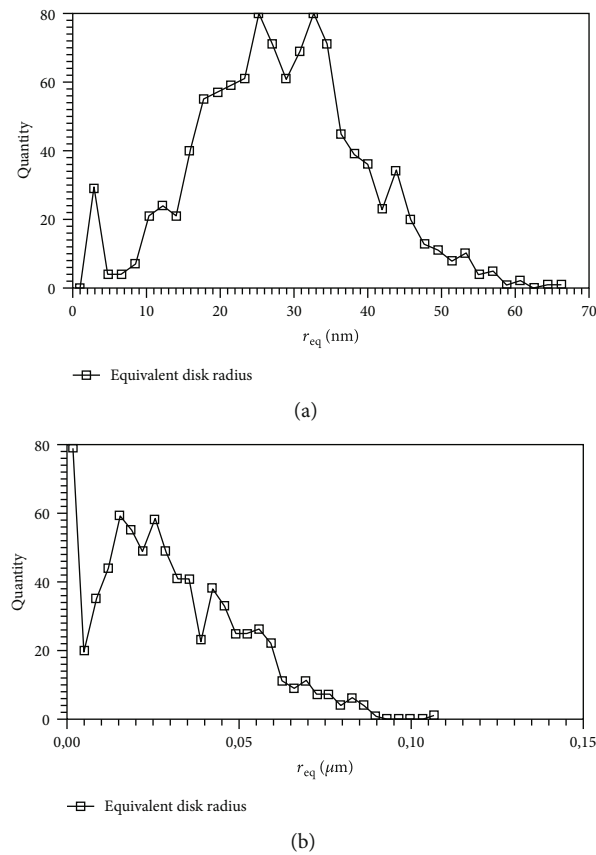 80
60
40
20
0
Quantity
0 10 20 30 40 50 60 70
r_eq (nm)
Equivalent disk radius
(a)
80
60
40
20
0
Quantity
0,00 0,05 0,10 0,15
r_eq (μm)
Equivalent disk radius
(b)